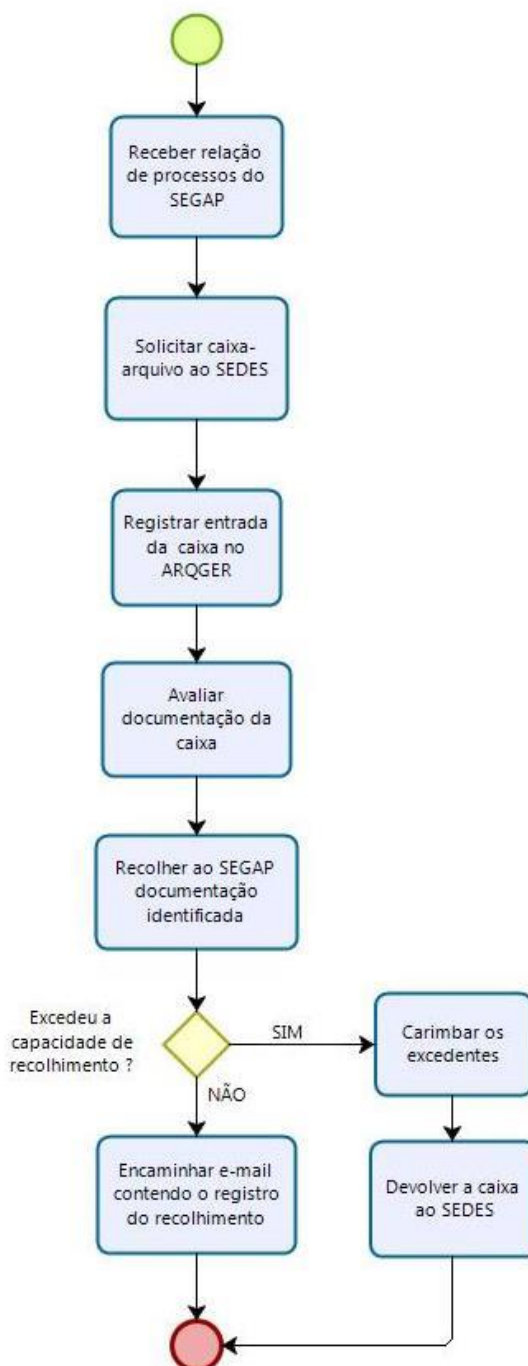 Receber relação
de processos do
SEGAP
Solicitar caixa-
arquivo ao SEDES
Registrar entrada
da caixa no
ARQGER
Avaliar
documentação da
caixa
Recolher ao SEGAP
documentação
identificada
Excedeu a
capacidade de
recolhimento ?
SIM
Carimbar os
excedentes
NÃO
Encaminhar e-mail
contendo o registro
do recolhimento
Devolver a caixa
ao SEDES